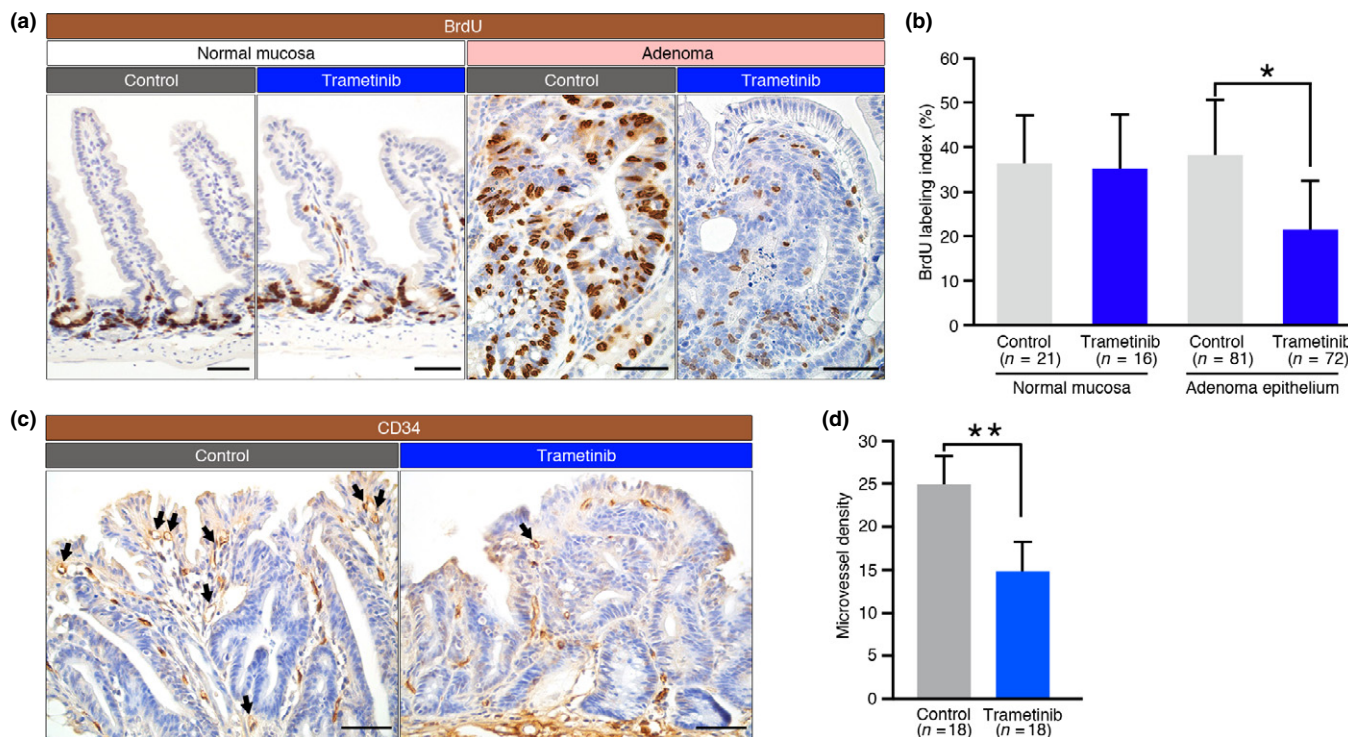 (a)
BrdU
Normal mucosa Adenoma
Control Trametinib Control Trametinib
(b)
BrdU labeling index (%)
60
50
40
30
20
10
0
*
Control Trametinib Control Trametinib
(n = 21) (n = 16) (n = 81) (n = 72)
Normal mucosa Adenoma epithelium
(c)
CD34
Control Trametinib
(d)
Microvessel density
30
25
20
15
10
5
0
**
Control Trametinib
(n = 18) (n = 18)